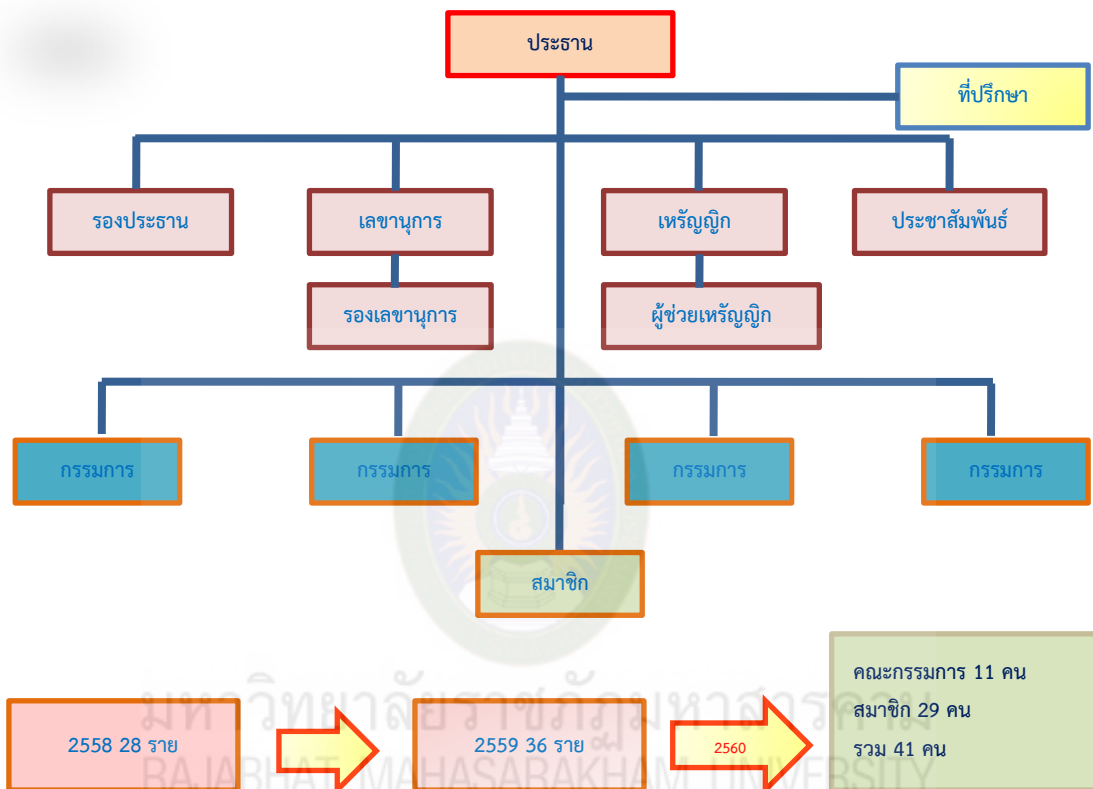 ประธาน
ที่ปรึกษา
รองประธาน
เลขานุการ
เหรัญญิก
ประชาสัมพันธ์
รองเลขานุการ
ผู้ช่วยเหรัญญิก
กรรมการ
กรรมการ
กรรมการ
กรรมการ
สมาชิก
คณะกรรมการ 11 คน
สมาชิก 29 คน
รวม 41 คน
2558 28 ราย
2559 36 ราย
2560
มหาวิทยาลัยราชภัฏมหาสารคาม
RAJABHAT MAHASARAKHAM UNIVERSITY